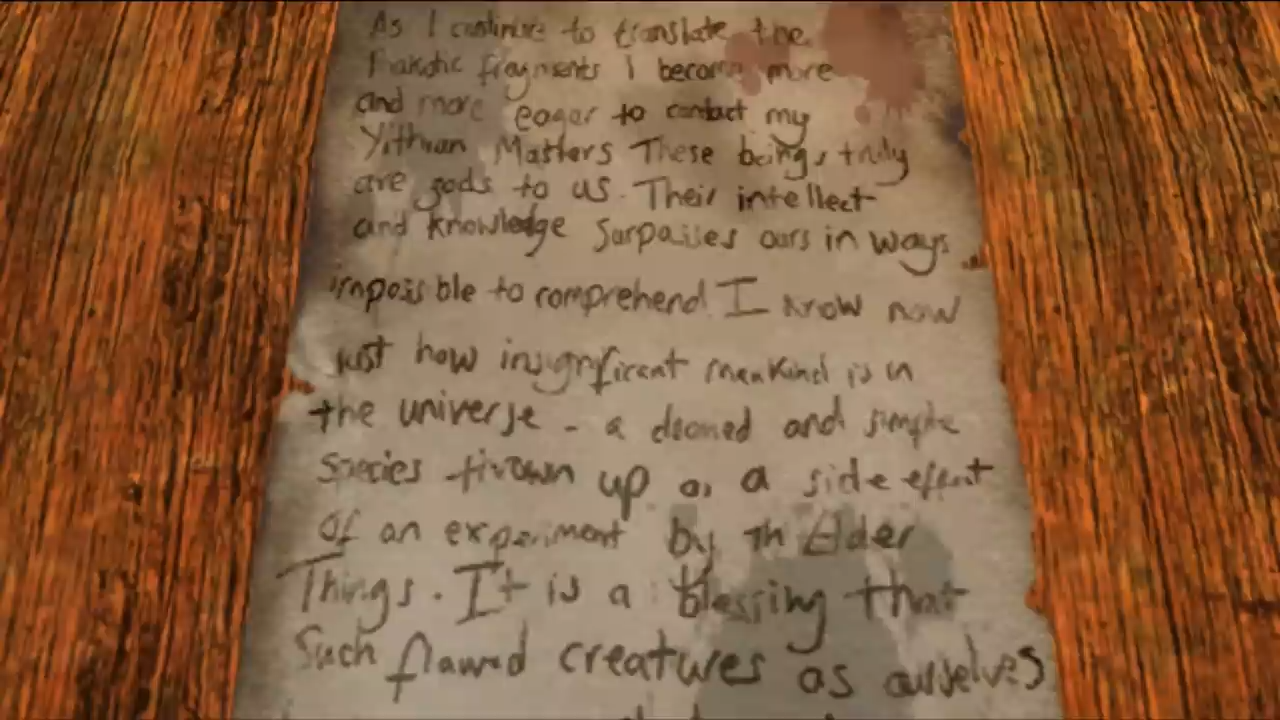 As I continue to translate the
fragments I become more
and more eager to contact my
Yithian Masters These beings truly
are gods to us. Their intellect
and knowledge surpasses ours in ways
impossible to comprehend. I know now
just how insignificant mankind is in
the universe - a doomed and simple
species thrown up as a side effect
of an experiment by th Elder
Things. It is a blessing that
such flawed creatures as ourselves